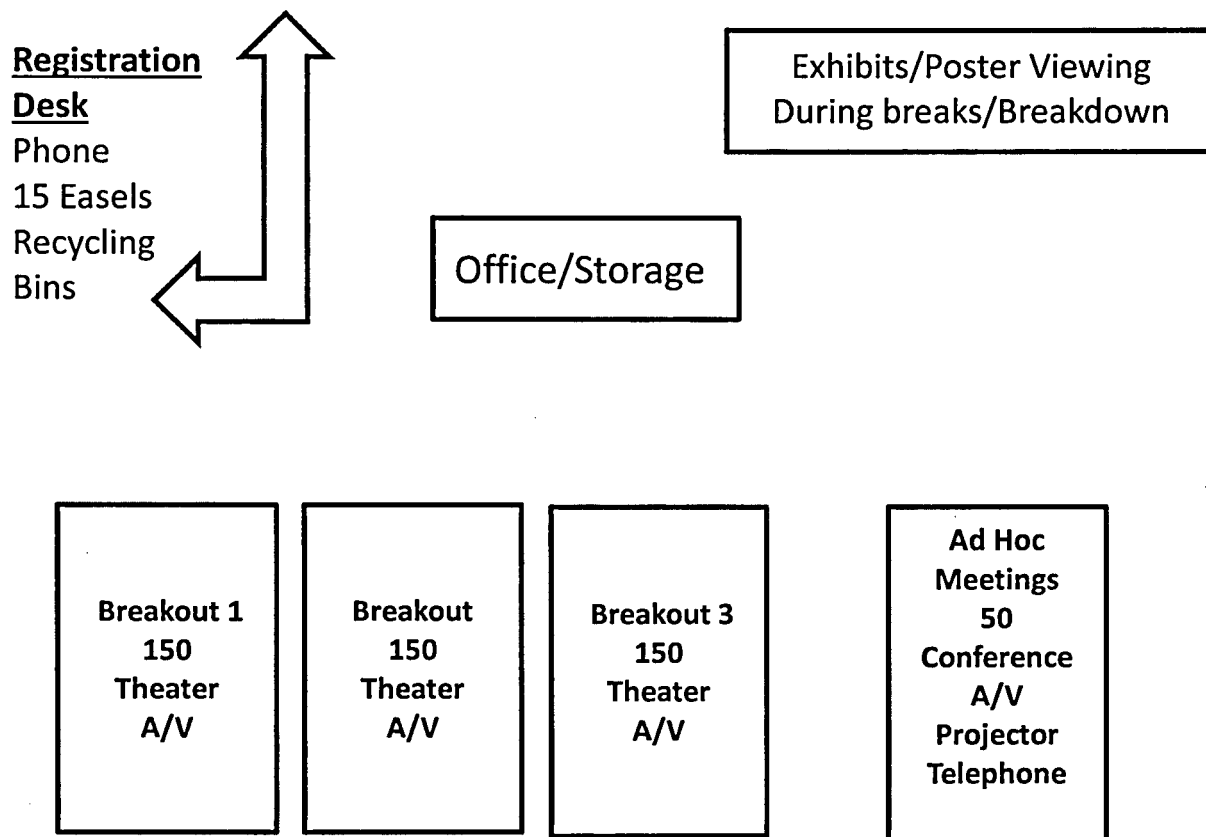 Registration
Desk
Phone
15 Easels
Recycling
Bins
Exhibits/Poster Viewing
During breaks/Breakdown
Office/Storage
Breakout 1
150
Theater
A/V
Breakout
150
Theater
A/V
Breakout 3
150
Theater
A/V
Ad Hoc
Meetings
50
Conference
A/V
Projector
Telephone